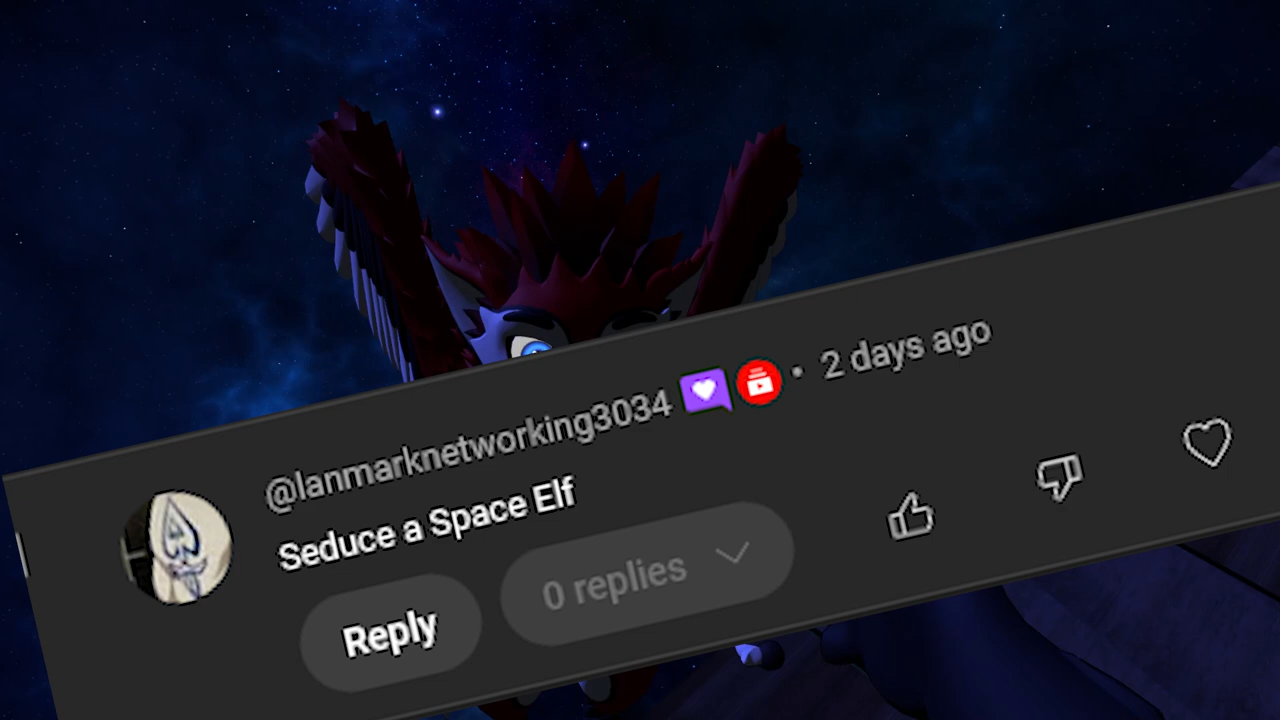 @lanmarknetworking3034 • 2 days ago
Seduce a Space Elf
Reply
0 replies